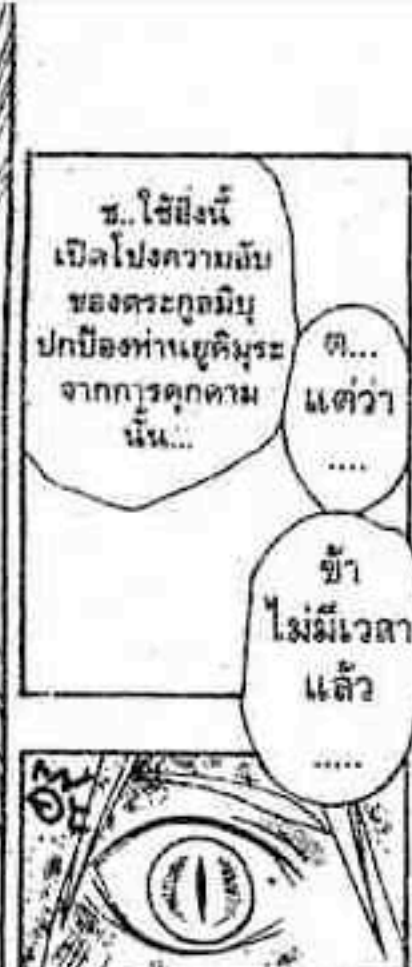 ต...
แต่ว่า
....
ช..ใช้สิ่งนี้
เปิดโปงความลับ
ของตระกูลมิบุ
ปกป้องท่านยูคิมุระ
จากการคุกคาม
นั้น...
ข้า
ไม่มีเวลา
แล้ว
.....